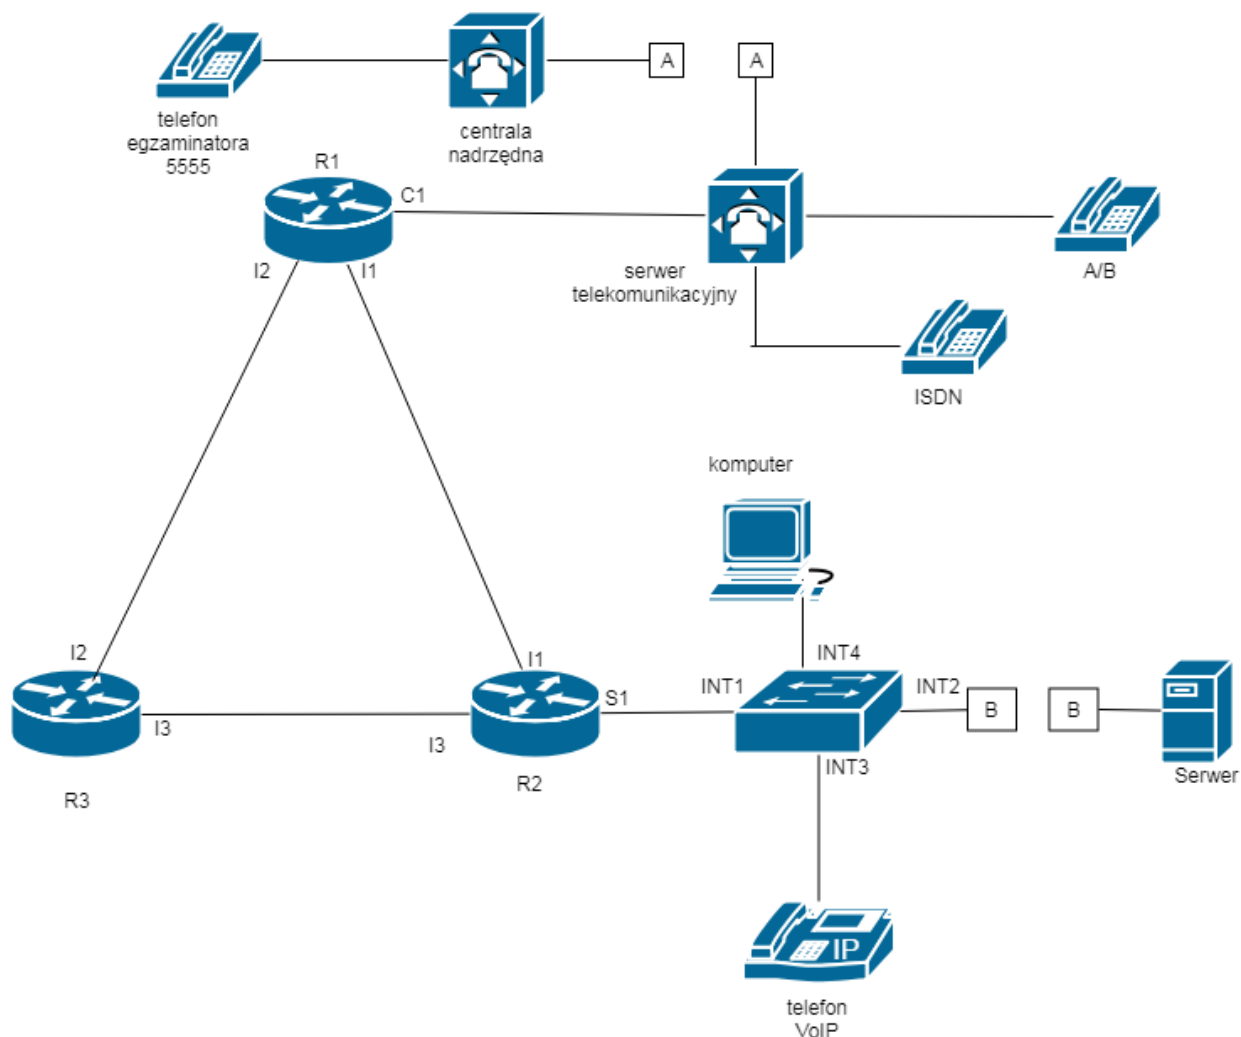 A
A
telefon
egzaminatora
5555
centrala
nadrzędna
R1
C1
I2
I1
serwer
telekomunikacyjny
A/B
ISDN
komputer
I2
I1
INT4
INT1
INT2
S1
B
B
I3
I3
INT3
R2
R3
Serwer
IP
telefon
VoIP